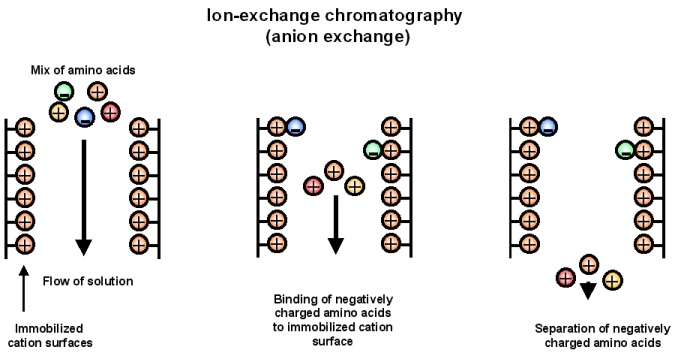 Ion-exchange chromatography
(anion exchange)
Mix of amino acids
Flow of solution
Immobilized
cation surfaces
Binding of negatively
charged amino acids
to immobilized cation
surface
Separation of negatively
charged amino acids